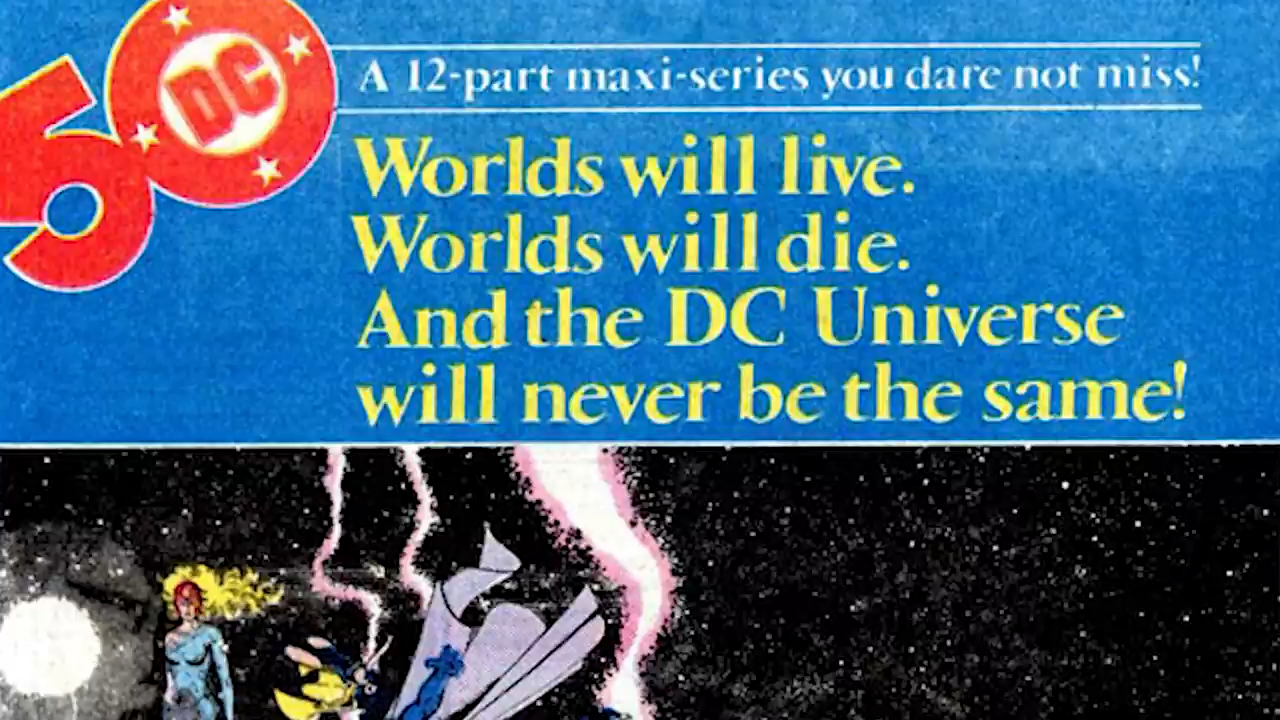 50
DC
A 12-part maxi-series you dare not miss!
Worlds will live.
Worlds will die.
And the DC Universe
will never be the same!